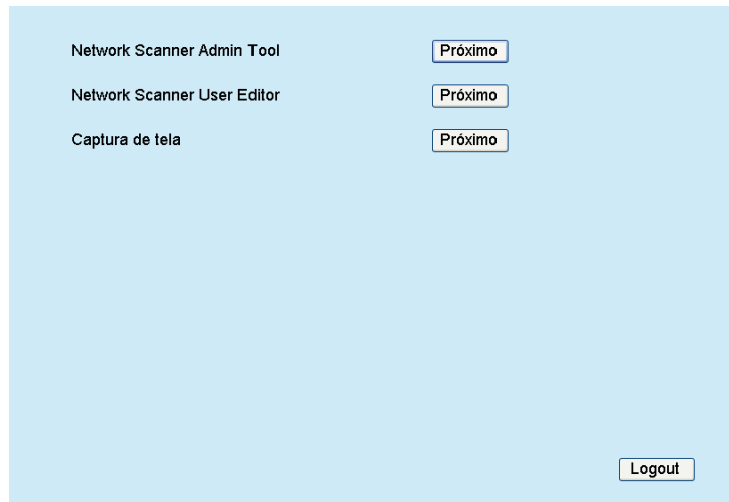 Network Scanner Admin Tool Próximo
Network Scanner User Editor Próximo
Captura de tela Próximo
Logout